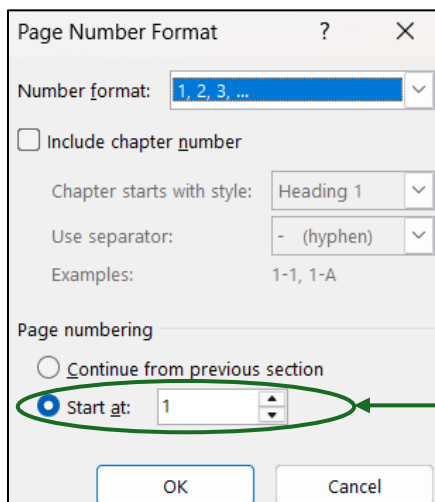 Page Number Format ? ×
Number format: 1, 2, 3, ...
Include chapter number
Chapter starts with style: Heading 1
Use separator: - (hyphen)
Examples: 1-1, 1-A
Page numbering
Continue from previous section
Start at: 1
OK Cancel